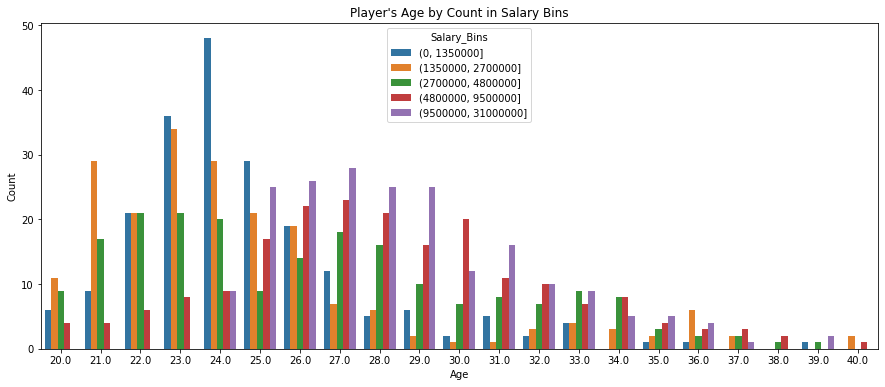 Player's Age by Count in Salary Bins
Salary_Bins
(0, 1350000]
(1350000, 2700000]
(2700000, 4800000]
(4800000, 9500000]
(9500000, 31000000]
50
40
30
20
10
0
Count
20.0 21.0 22.0 23.0 24.0 25.0 26.0 27.0 28.0 29.0 30.0 31.0 32.0 33.0 34.0 35.0 36.0 37.0 38.0 39.0 40.0
Age